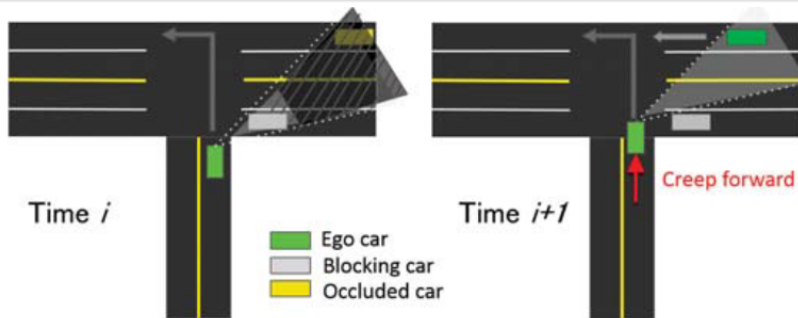 Time i
Ego car
Blocking car
Occluded car
Time i+1
Creep forward